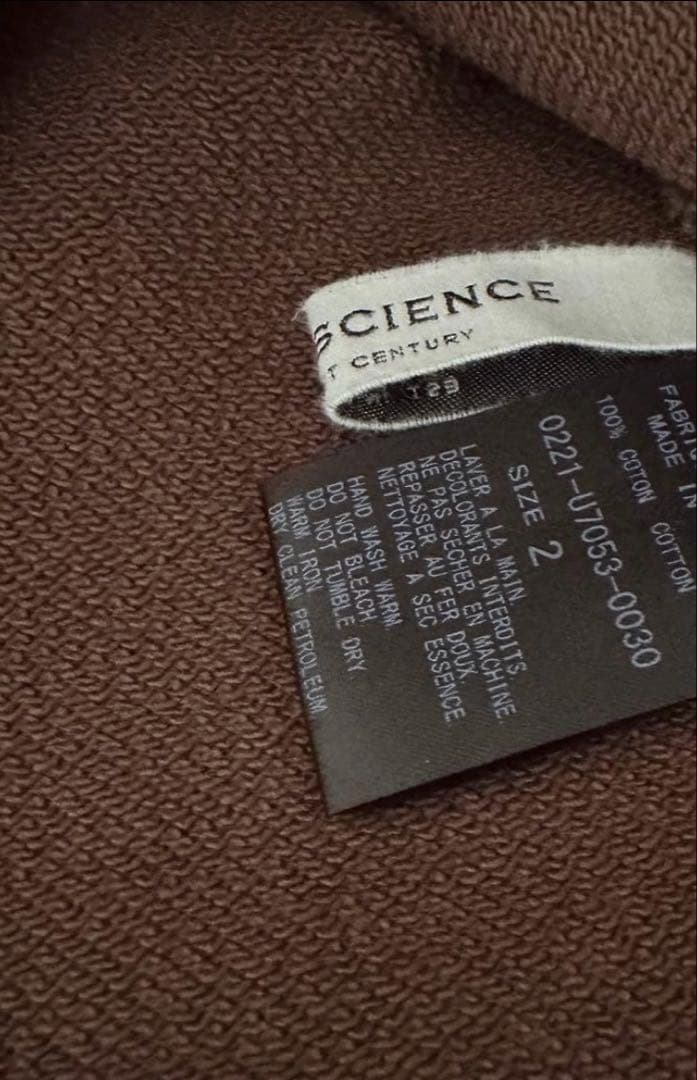 SCIENCE
T CENTURY
MADE
100% COTON COTTON
0221-U7053-0030
SIZE 2
LAVER A LA MAIN.
DECOLORANTS INTERDITS.
NE PAS SECHER EN MACHINE.
REPASSER AU FER DOUX.
NETTOYAGE A SEC ESSENCE
HAND WASH WARM.
DO NOT BLEACH.
DO NOT TUMBLE DRY.
WARM IRON
DRY CLEAN PETROLEUM